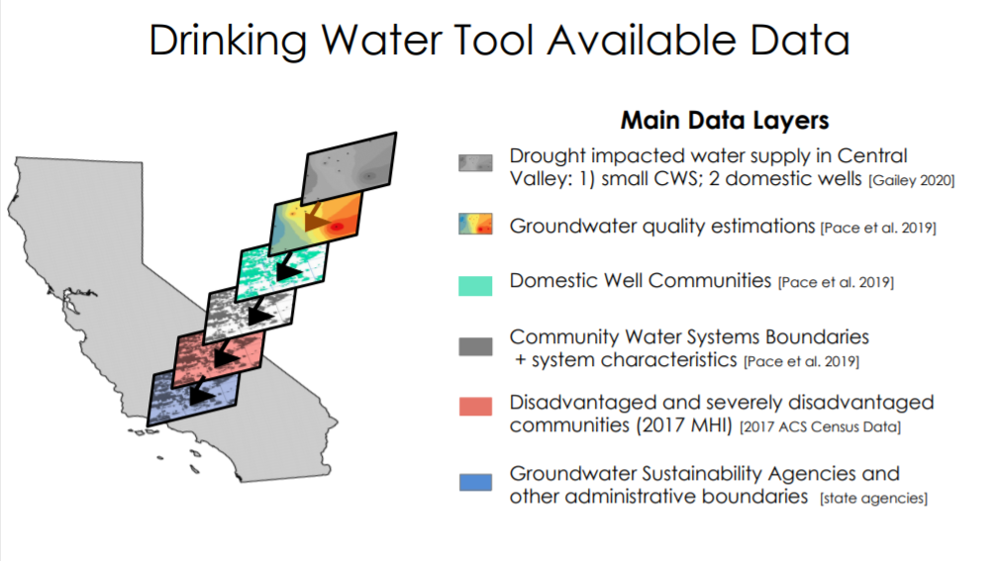 Drinking Water Tool Available Data
Main Data Layers
Drought impacted water supply in Central
Valley: 1) small CWS; 2 domestic wells [Gailey 2020]
Groundwater quality estimations [Pace et al. 2019]
Domestic Well Communities [Pace et al. 2019]
Community Water Systems Boundaries
+ system characteristics [Pace et al. 2019]
Disadvantaged and severely disadvantaged
communities (2017 MHI) [2017 ACS Census Data]
Groundwater Sustainability Agencies and
other administrative boundaries [state agencies]